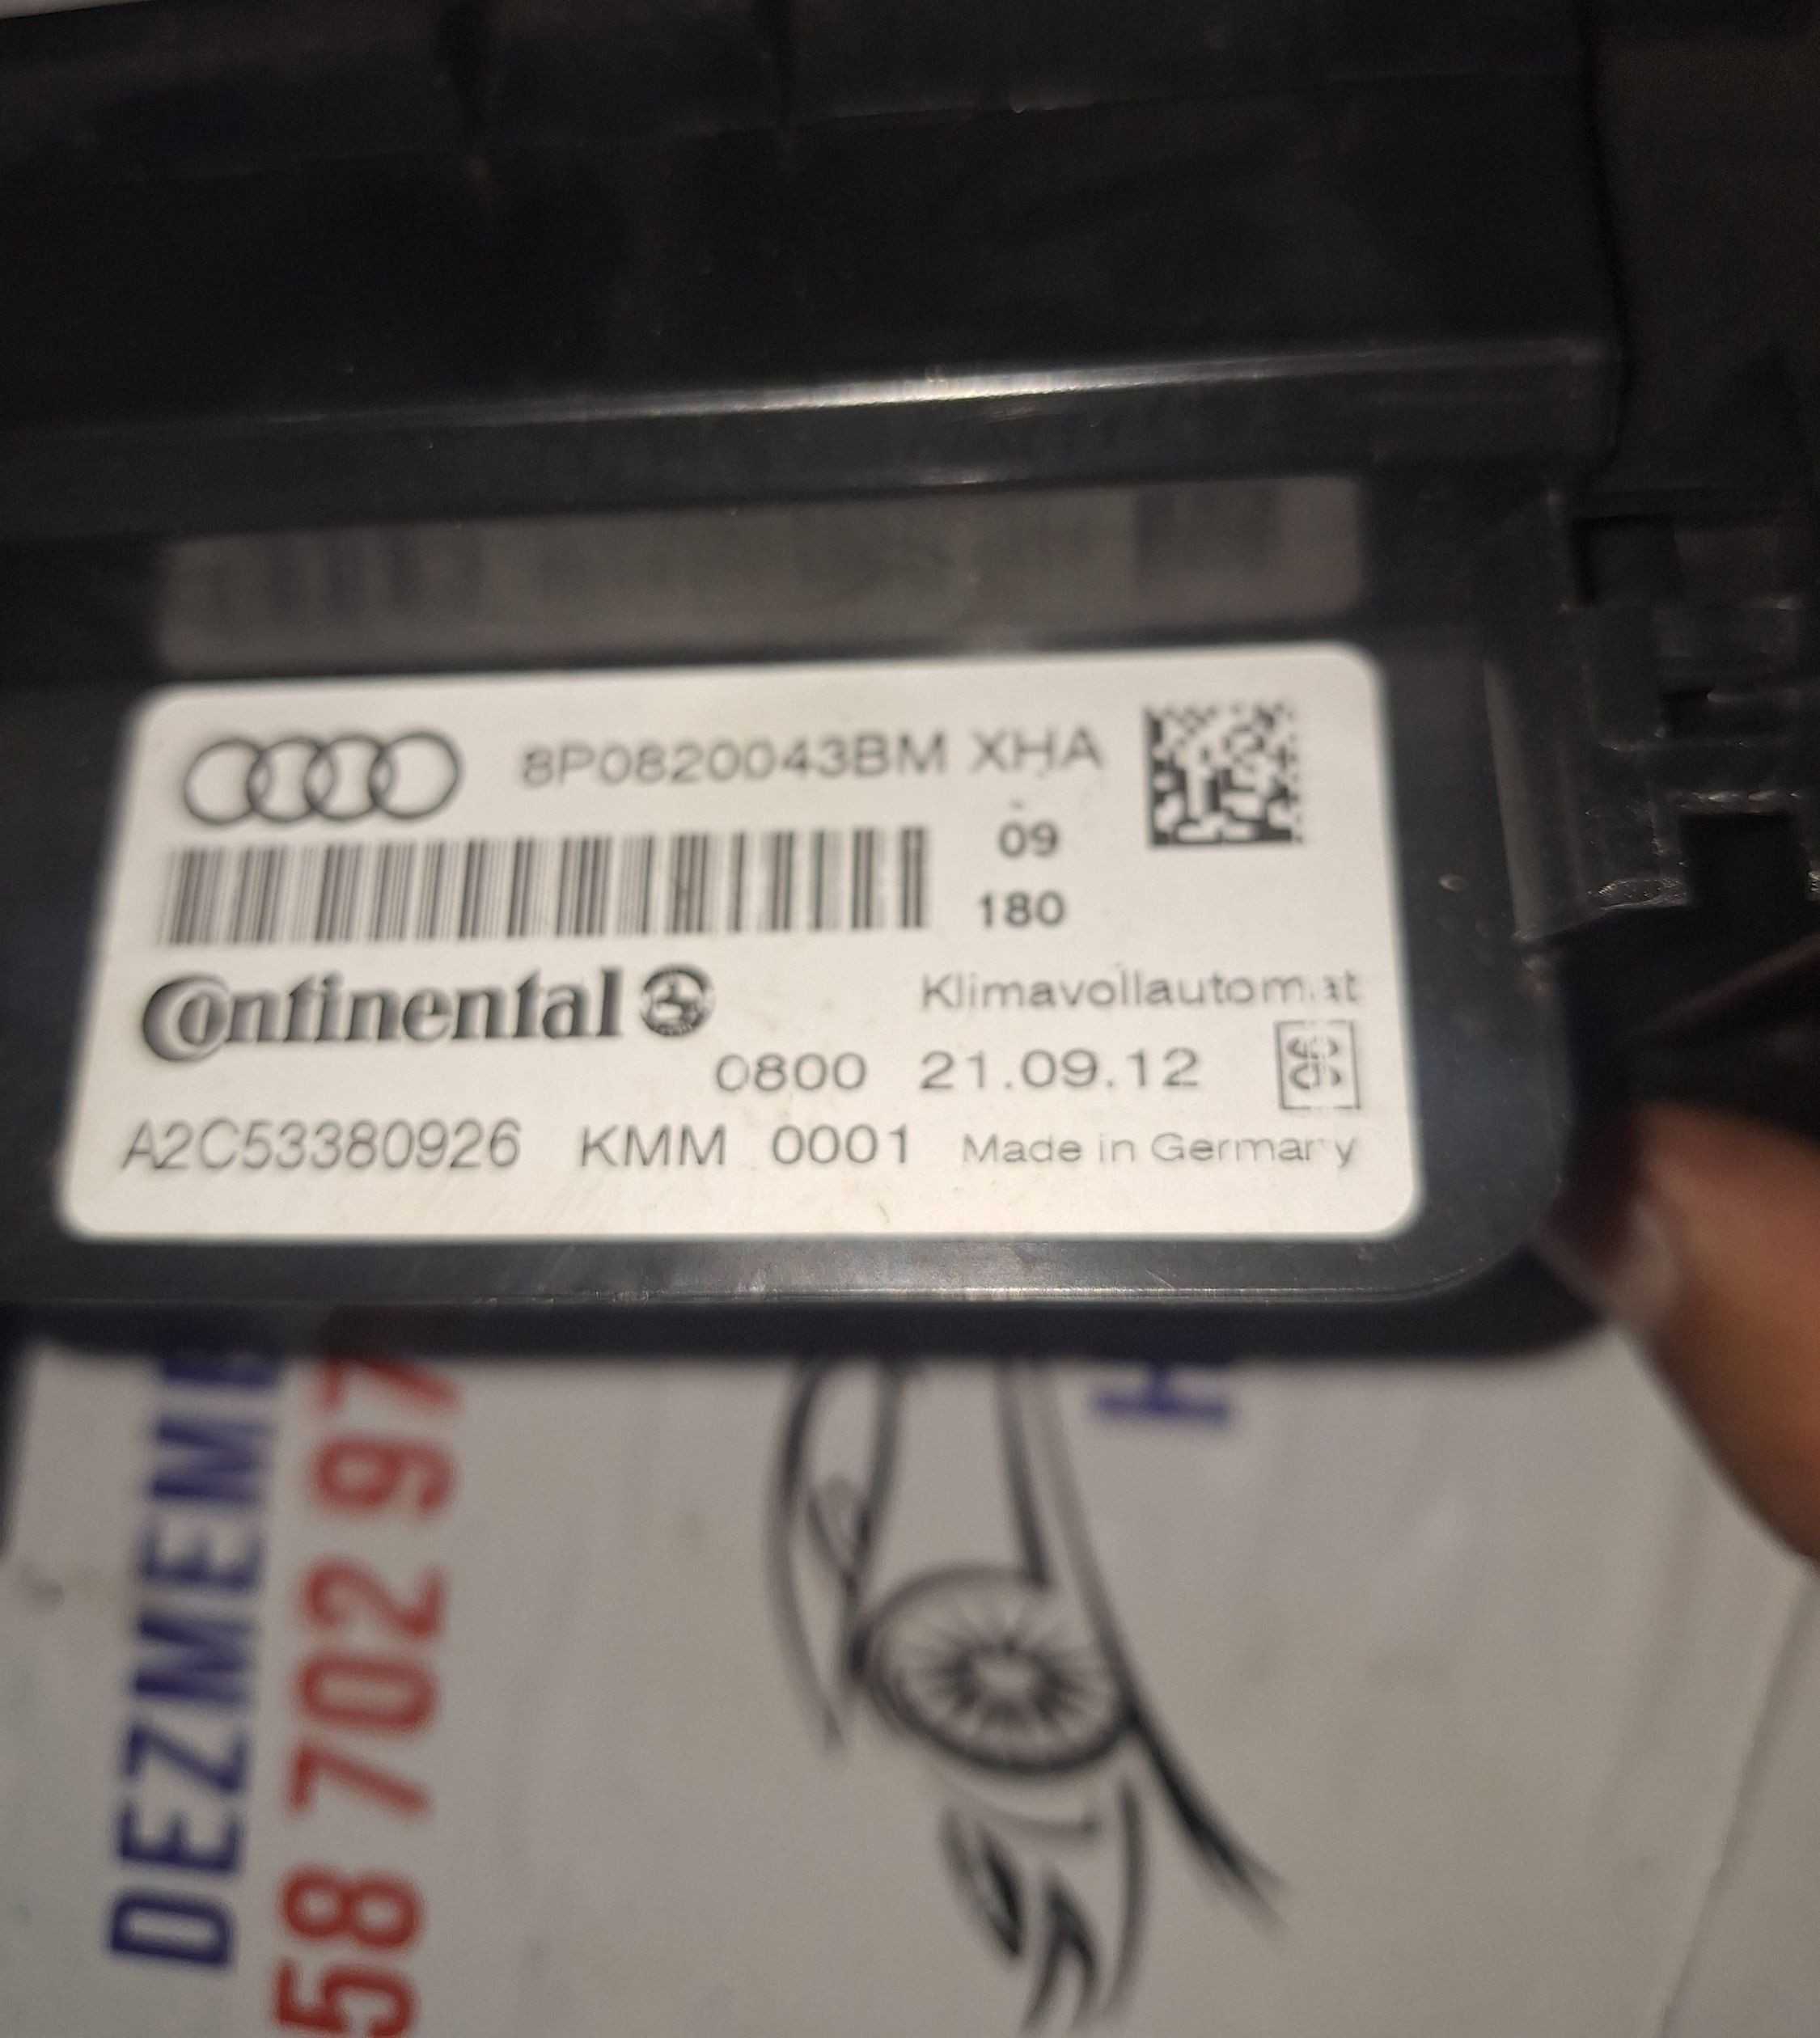 8P0820043BM XHA
09
180
Continental
Klimavollautomat
0800 21.09.12
A2C53380926 KMM 0001 Made in Germany
58 702 97